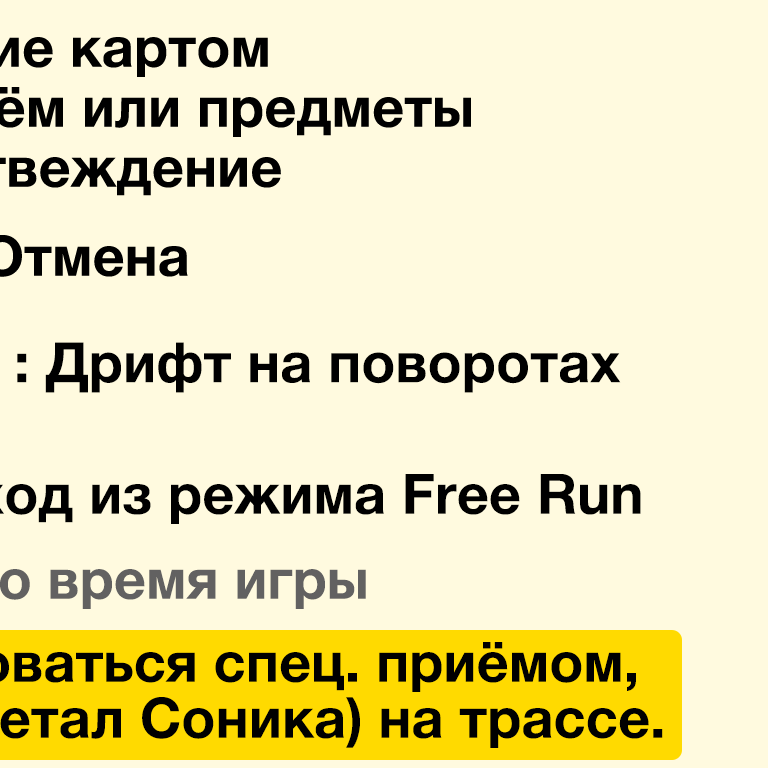 ие картом
ём или предметы
твеждение
Отмена
: Дрифт на поворотах
ход из режима Free Run
о время игры
оваться спец. приёмом,
етал Соника) на трассе.